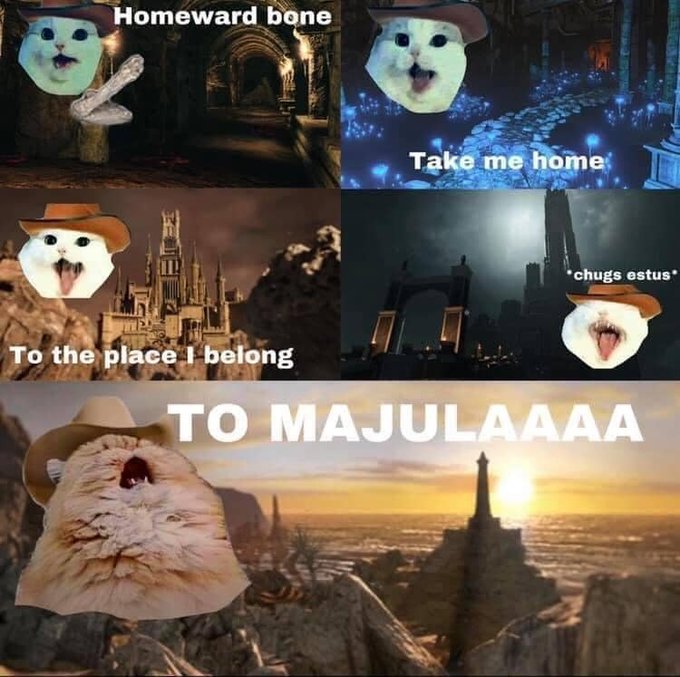 Homeward bone
Take me home
To the place I belong
*chugs estus*
TO MAJULAAAA